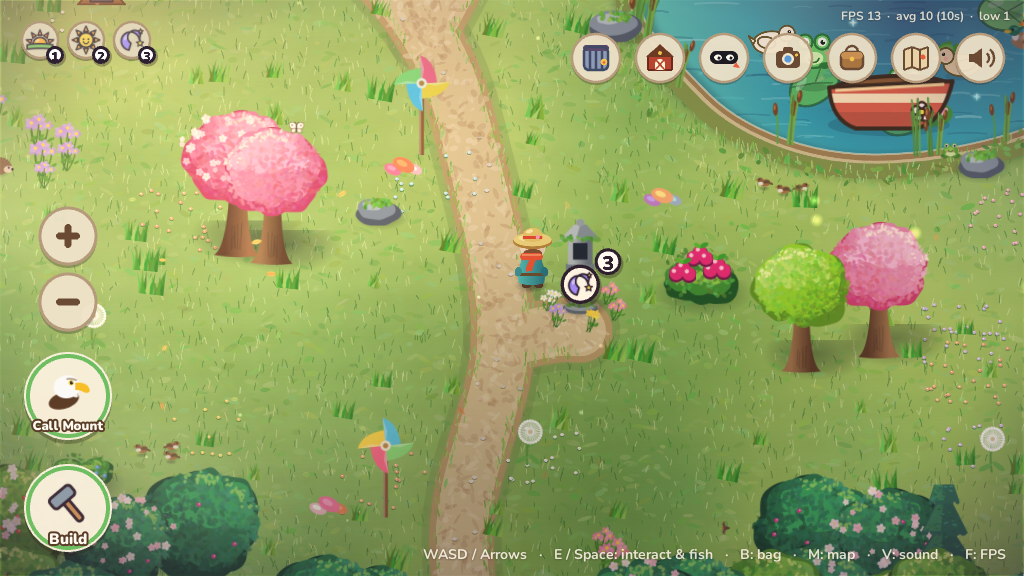 FPS 13 · avg 10 (10s) · low 1
1
2
3
3
Call Mount
Build
WASD / Arrows · E / Space: interact & fish · B: bag · M: map · V: sound · F: FPS